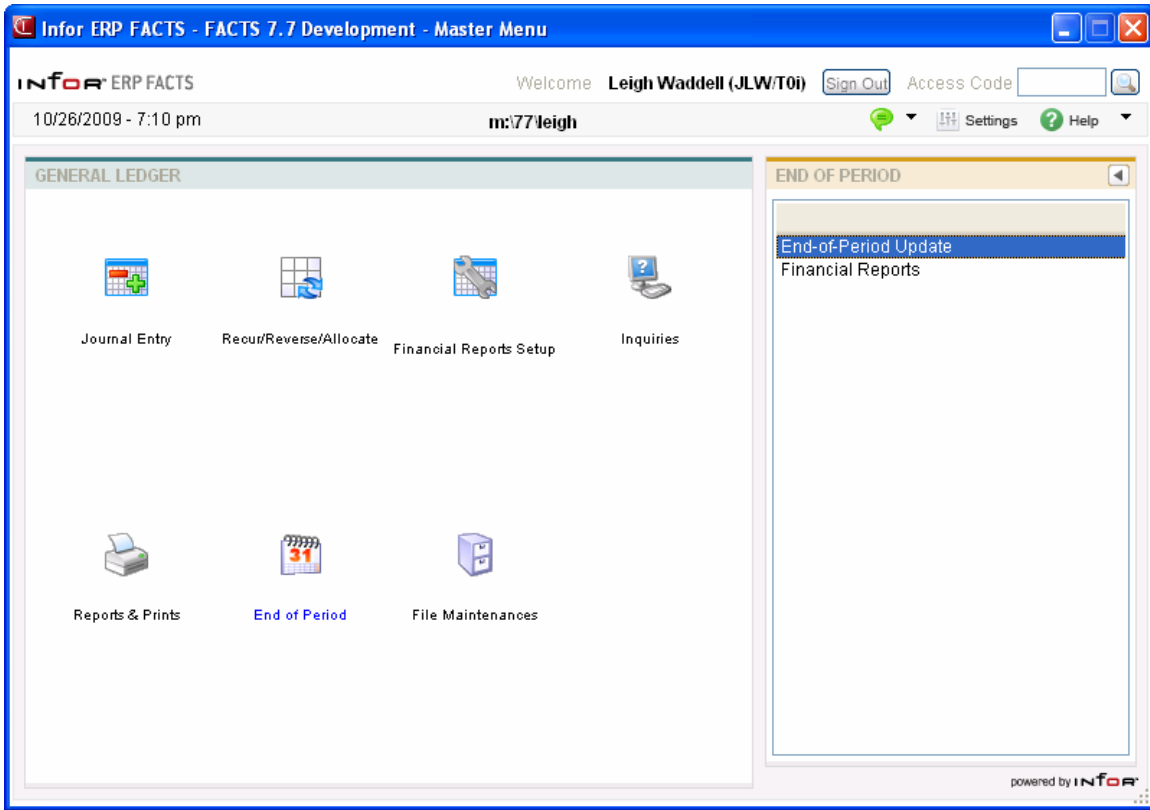 Infor ERP FACTS - FACTS 7.7 Development - Master Menu
infor ERP FACTS Welcome Leigh Waddell (JLW/T0i) Sign Out Access Code
10/26/2009 - 7:10 pm m:\77\leigh Settings Help
GENERAL LEDGER
Journal Entry Recur/Reverse/Allocate Financial Reports Setup Inquiries
31
Reports & Prints End of Period File Maintenances
END OF PERIOD
End-of-Period Update
Financial Reports
powered by infor